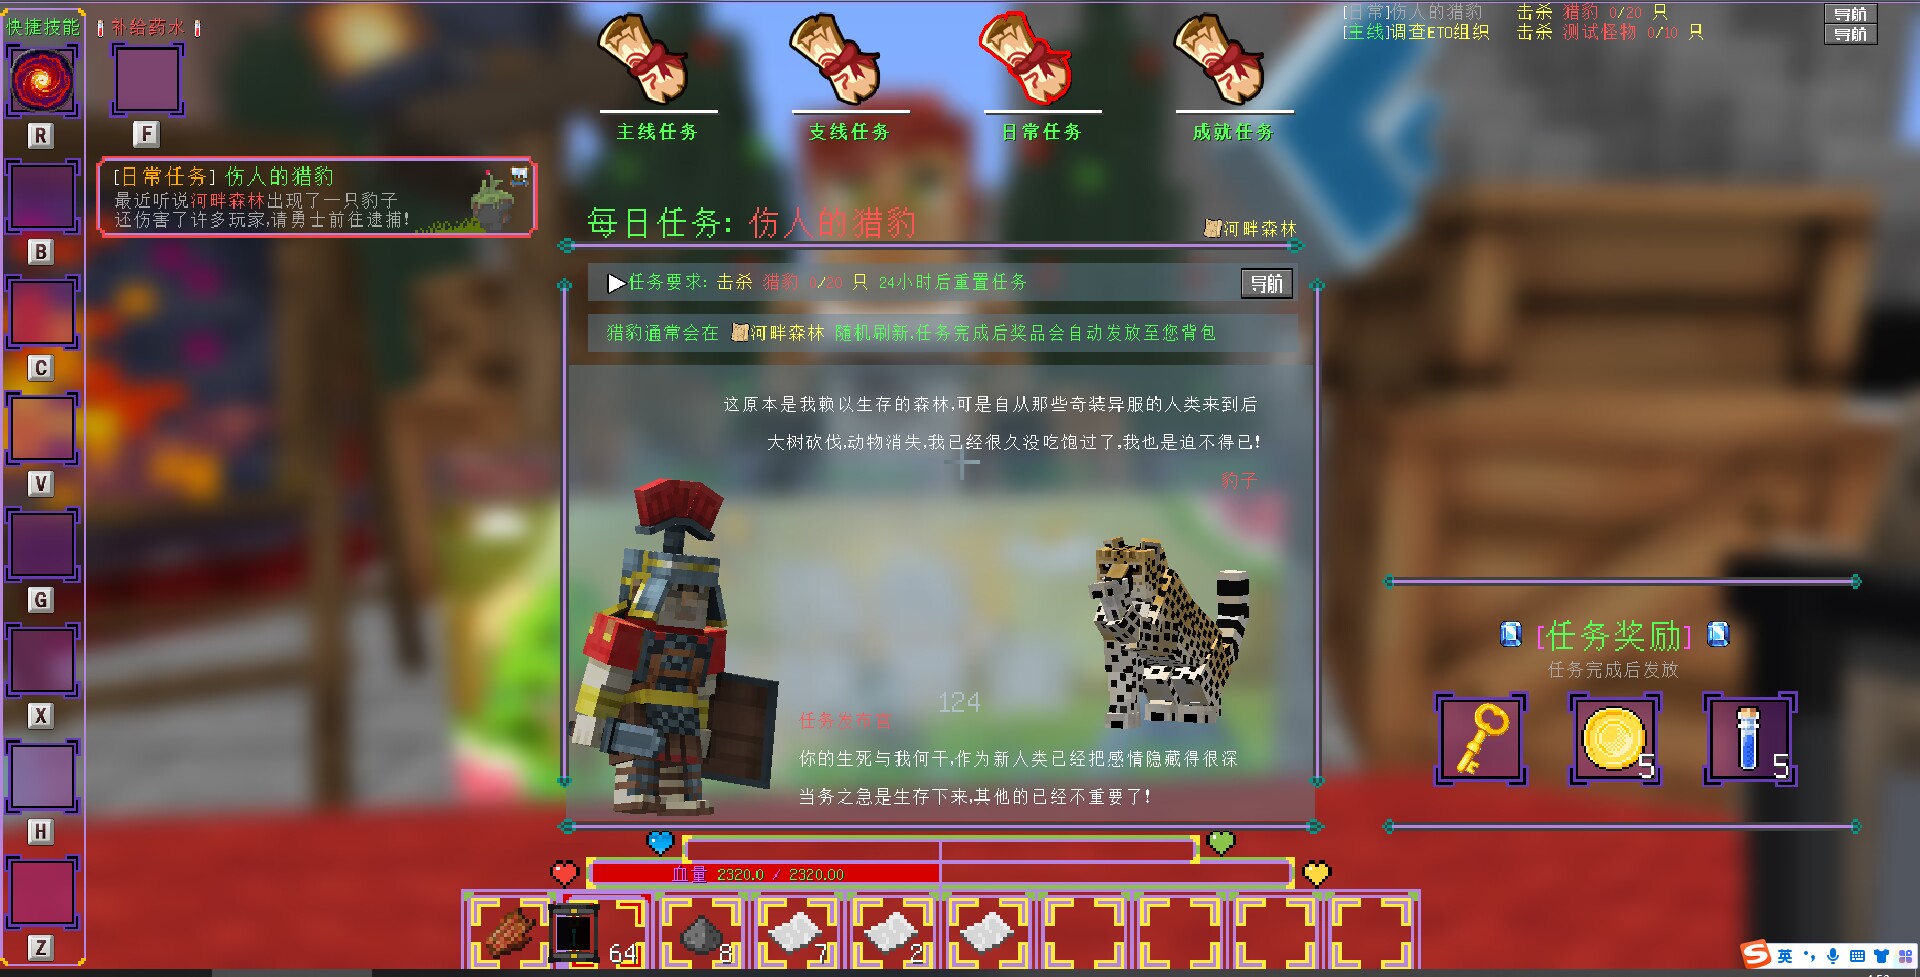 快捷技能
补给药水
R
F
B
C
V
G
X
H
Z
[日常任务] 伤人的猎豹
最近听说河畔森林出现了一只豹子
还伤害了许多玩家,请勇士前往逮捕!
主线任务
支线任务
日常任务
成就任务
[日常]伤人的猎豹 击杀 猎豹 0/20 只
导航
[主线]调查ETO组织 击杀 测试怪物 0/10 只
导航
每日任务: 伤人的猎豹
河畔森林
任务要求: 击杀 猎豹 0/20 只 24小时后重置任务
导航
猎豹通常会在 河畔森林 随机刷新,任务完成后奖品会自动发放至您背包
这原本是我赖以生存的森林,可是自从那些奇装异服的人类来到后
大树砍伐,动物消失,我已经很久没吃饱过了,我也是迫不得已!
豹子
124
任务发布官
你的生死与我何干,作为新人类已经把感情隐藏得很深
当务之急是生存下来,其他的已经不重要了!
[任务奖励]
任务完成后发放
5
5
血量 2320.0 / 2320.00
64
8
7
2
英